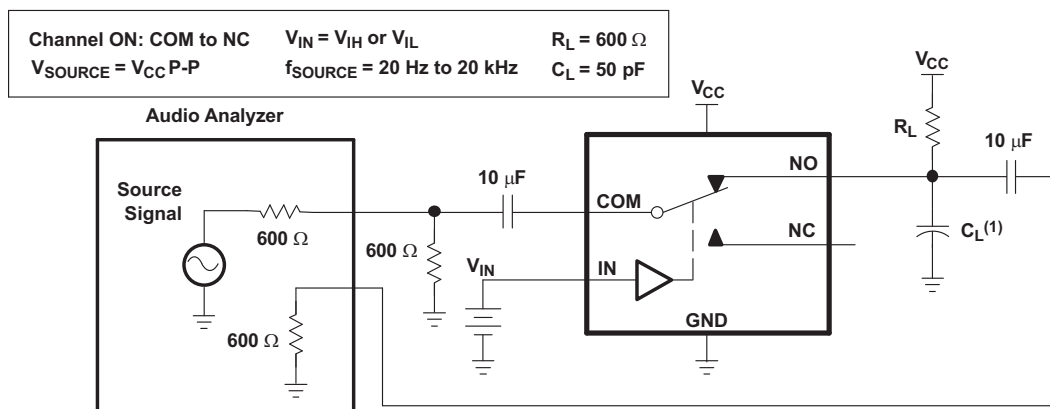 Channel ON: COM to NC V_IN = V_IH or V_IL R_L = 600 Ω
V_SOURCE = V_CC P-P f_SOURCE = 20 Hz to 20 kHz C_L = 50 pF
Audio Analyzer
Source
Signal
600 Ω
600 Ω
600 Ω
10 μF
V_IN
V_CC
COM
IN
NO
NC
GND
V_CC
R_L
10 μF
C_L(1)